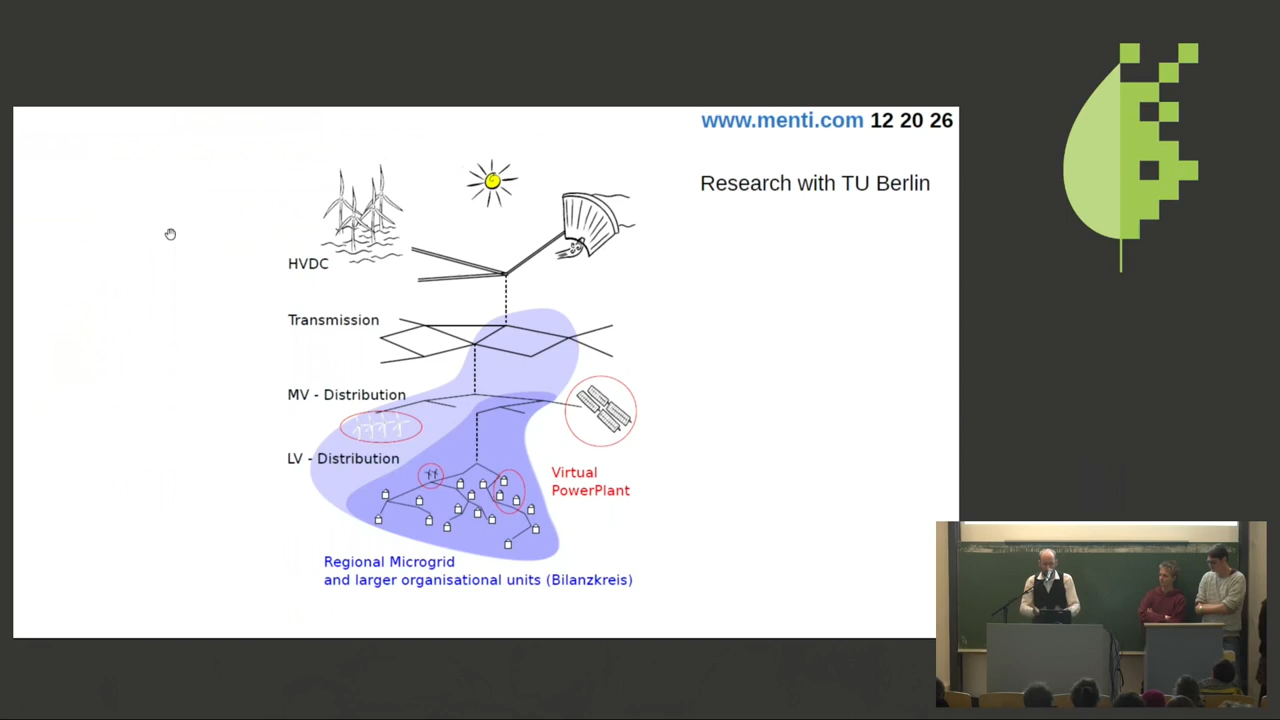 www.menti.com 12 20 26
Research with TU Berlin
HVDC
Transmission
MV - Distribution
LV - Distribution
Virtual
PowerPlant
Regional Microgrid
and larger organisational units (Bilanzkreis)